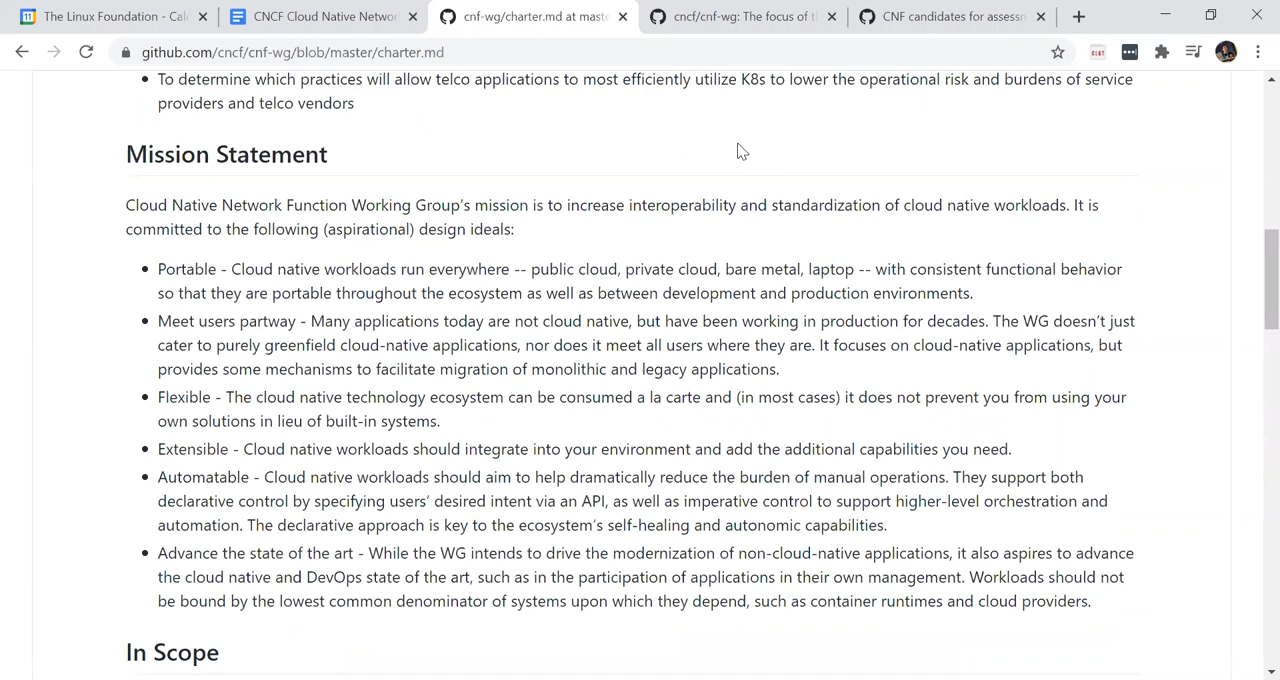 The Linux Foundation - Cal
CNCF Cloud Native Networ
cnf-wg/charter.md at maste
cncf/cnf-wg: The focus of t
CNF candidates for assessn
github.com/cncf/cnf-wg/blob/master/charter.md
To determine which practices will allow telco applications to most efficiently utilize K8s to lower the operational risk and burdens of service
providers and telco vendors
Mission Statement
Cloud Native Network Function Working Group's mission is to increase interoperability and standardization of cloud native workloads. It is
committed to the following (aspirational) design ideals:
Portable - Cloud native workloads run everywhere -- public cloud, private cloud, bare metal, laptop -- with consistent functional behavior
so that they are portable throughout the ecosystem as well as between development and production environments.
Meet users partway - Many applications today are not cloud native, but have been working in production for decades. The WG doesn't just
cater to purely greenfield cloud-native applications, nor does it meet all users where they are. It focuses on cloud-native applications, but
provides some mechanisms to facilitate migration of monolithic and legacy applications.
Flexible - The cloud native technology ecosystem can be consumed a la carte and (in most cases) it does not prevent you from using your
own solutions in lieu of built-in systems.
Extensible - Cloud native workloads should integrate into your environment and add the additional capabilities you need.
Automatable - Cloud native workloads should aim to help dramatically reduce the burden of manual operations. They support both
declarative control by specifying users' desired intent via an API, as well as imperative control to support higher-level orchestration and
automation. The declarative approach is key to the ecosystem's self-healing and autonomic capabilities.
Advance the state of the art - While the WG intends to drive the modernization of non-cloud-native applications, it also aspires to advance
the cloud native and DevOps state of the art, such as in the participation of applications in their own management. Workloads should not
be bound by the lowest common denominator of systems upon which they depend, such as container runtimes and cloud providers.
In Scope